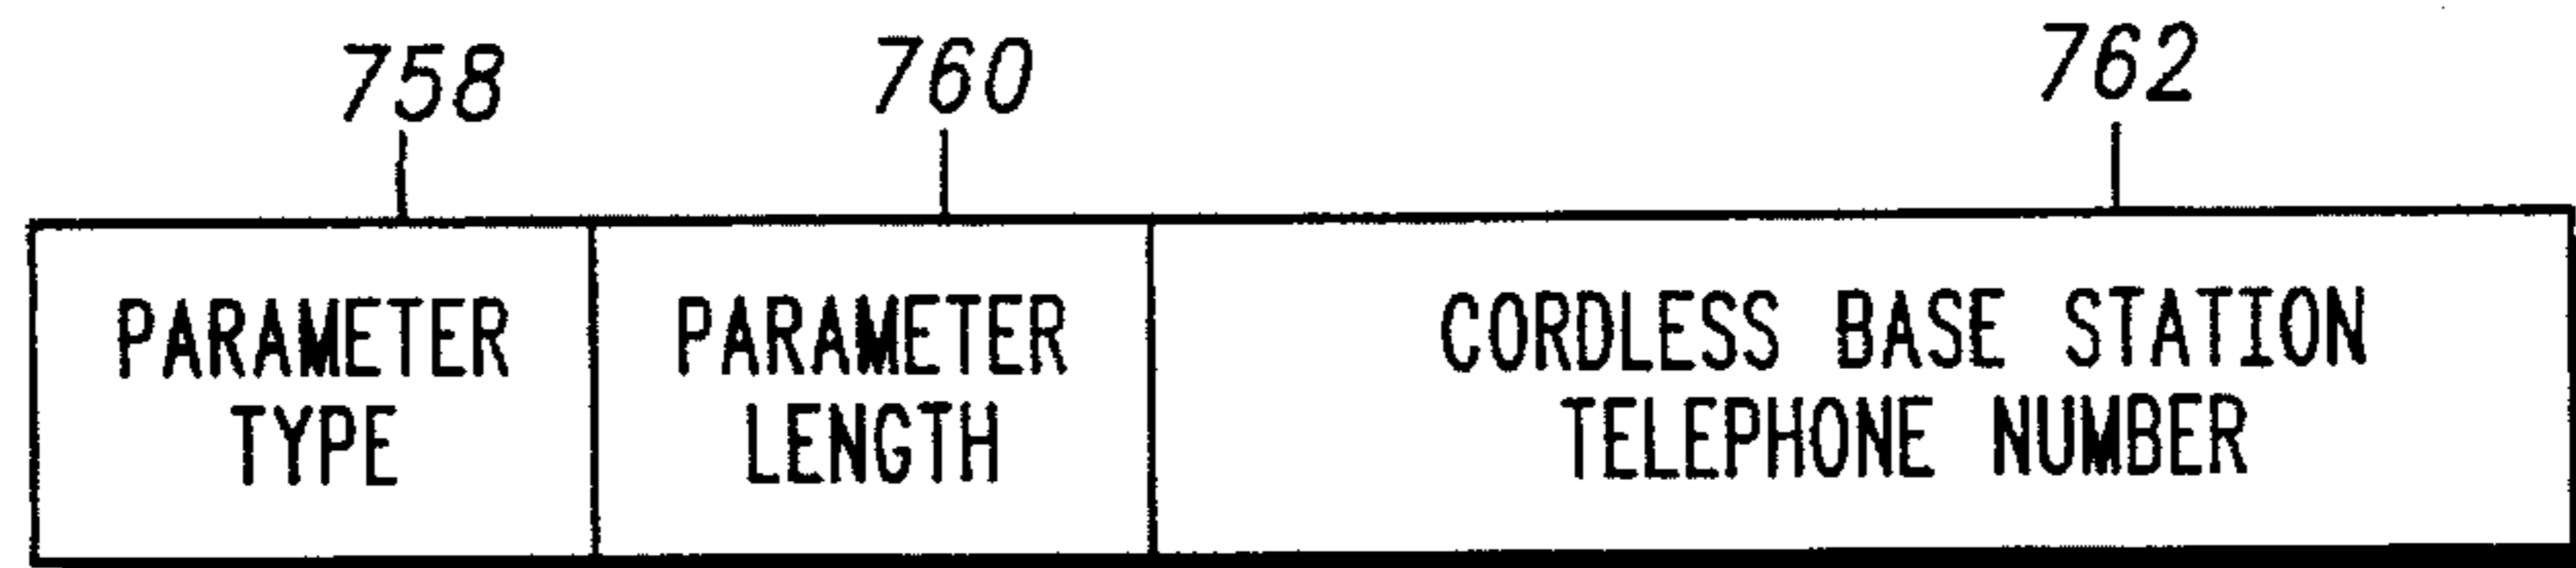 758 760 762
PARAMETER PARAMETER CORDLESS BASE STATION
TYPE LENGTH TELEPHONE NUMBER